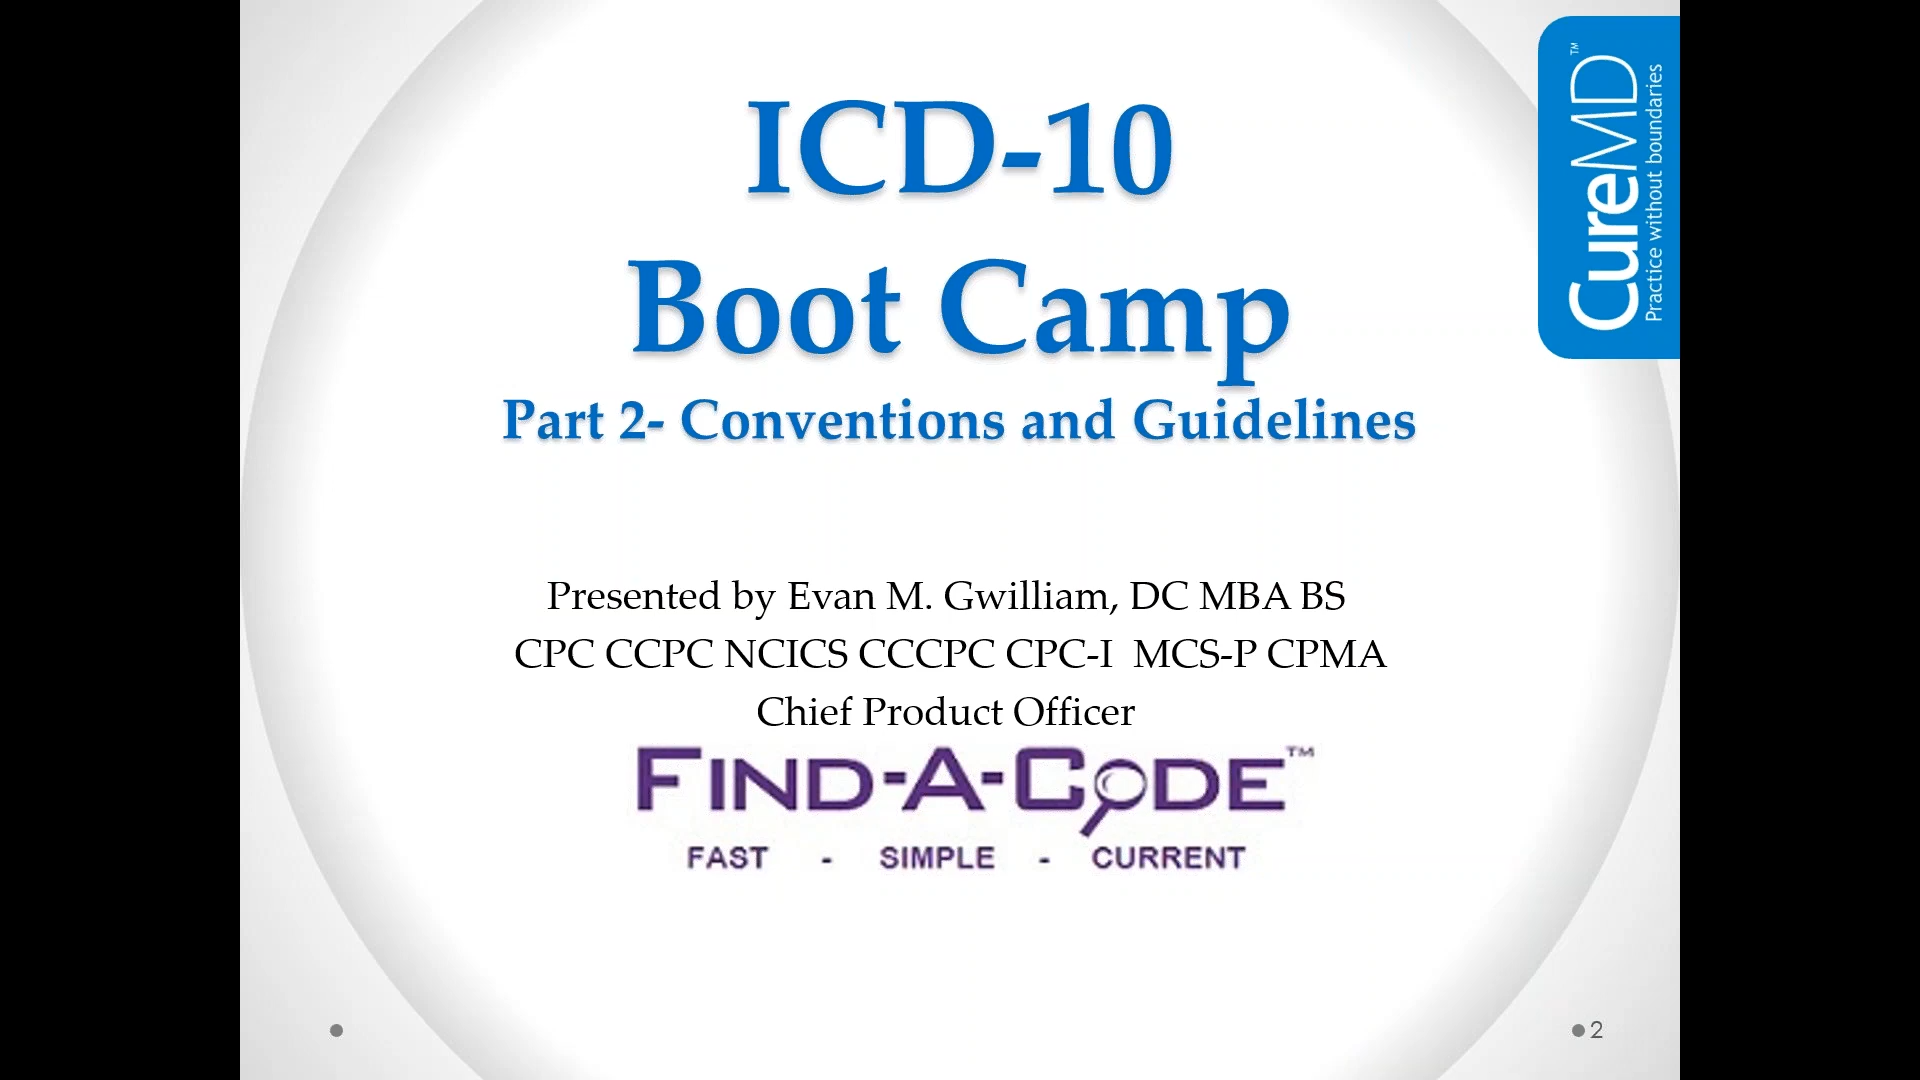 ICD-10
Boot Camp
Part 2- Conventions and Guidelines
Presented by Evan M. Gwilliam, DC MBA BS
CPC CCPC NCICS CCCPC CPC-I  MCS-P CPMA
Chief Product Officer
FIND-A-CODE™
FAST - SIMPLE - CURRENT
CureMD™
Practice without boundaries
2